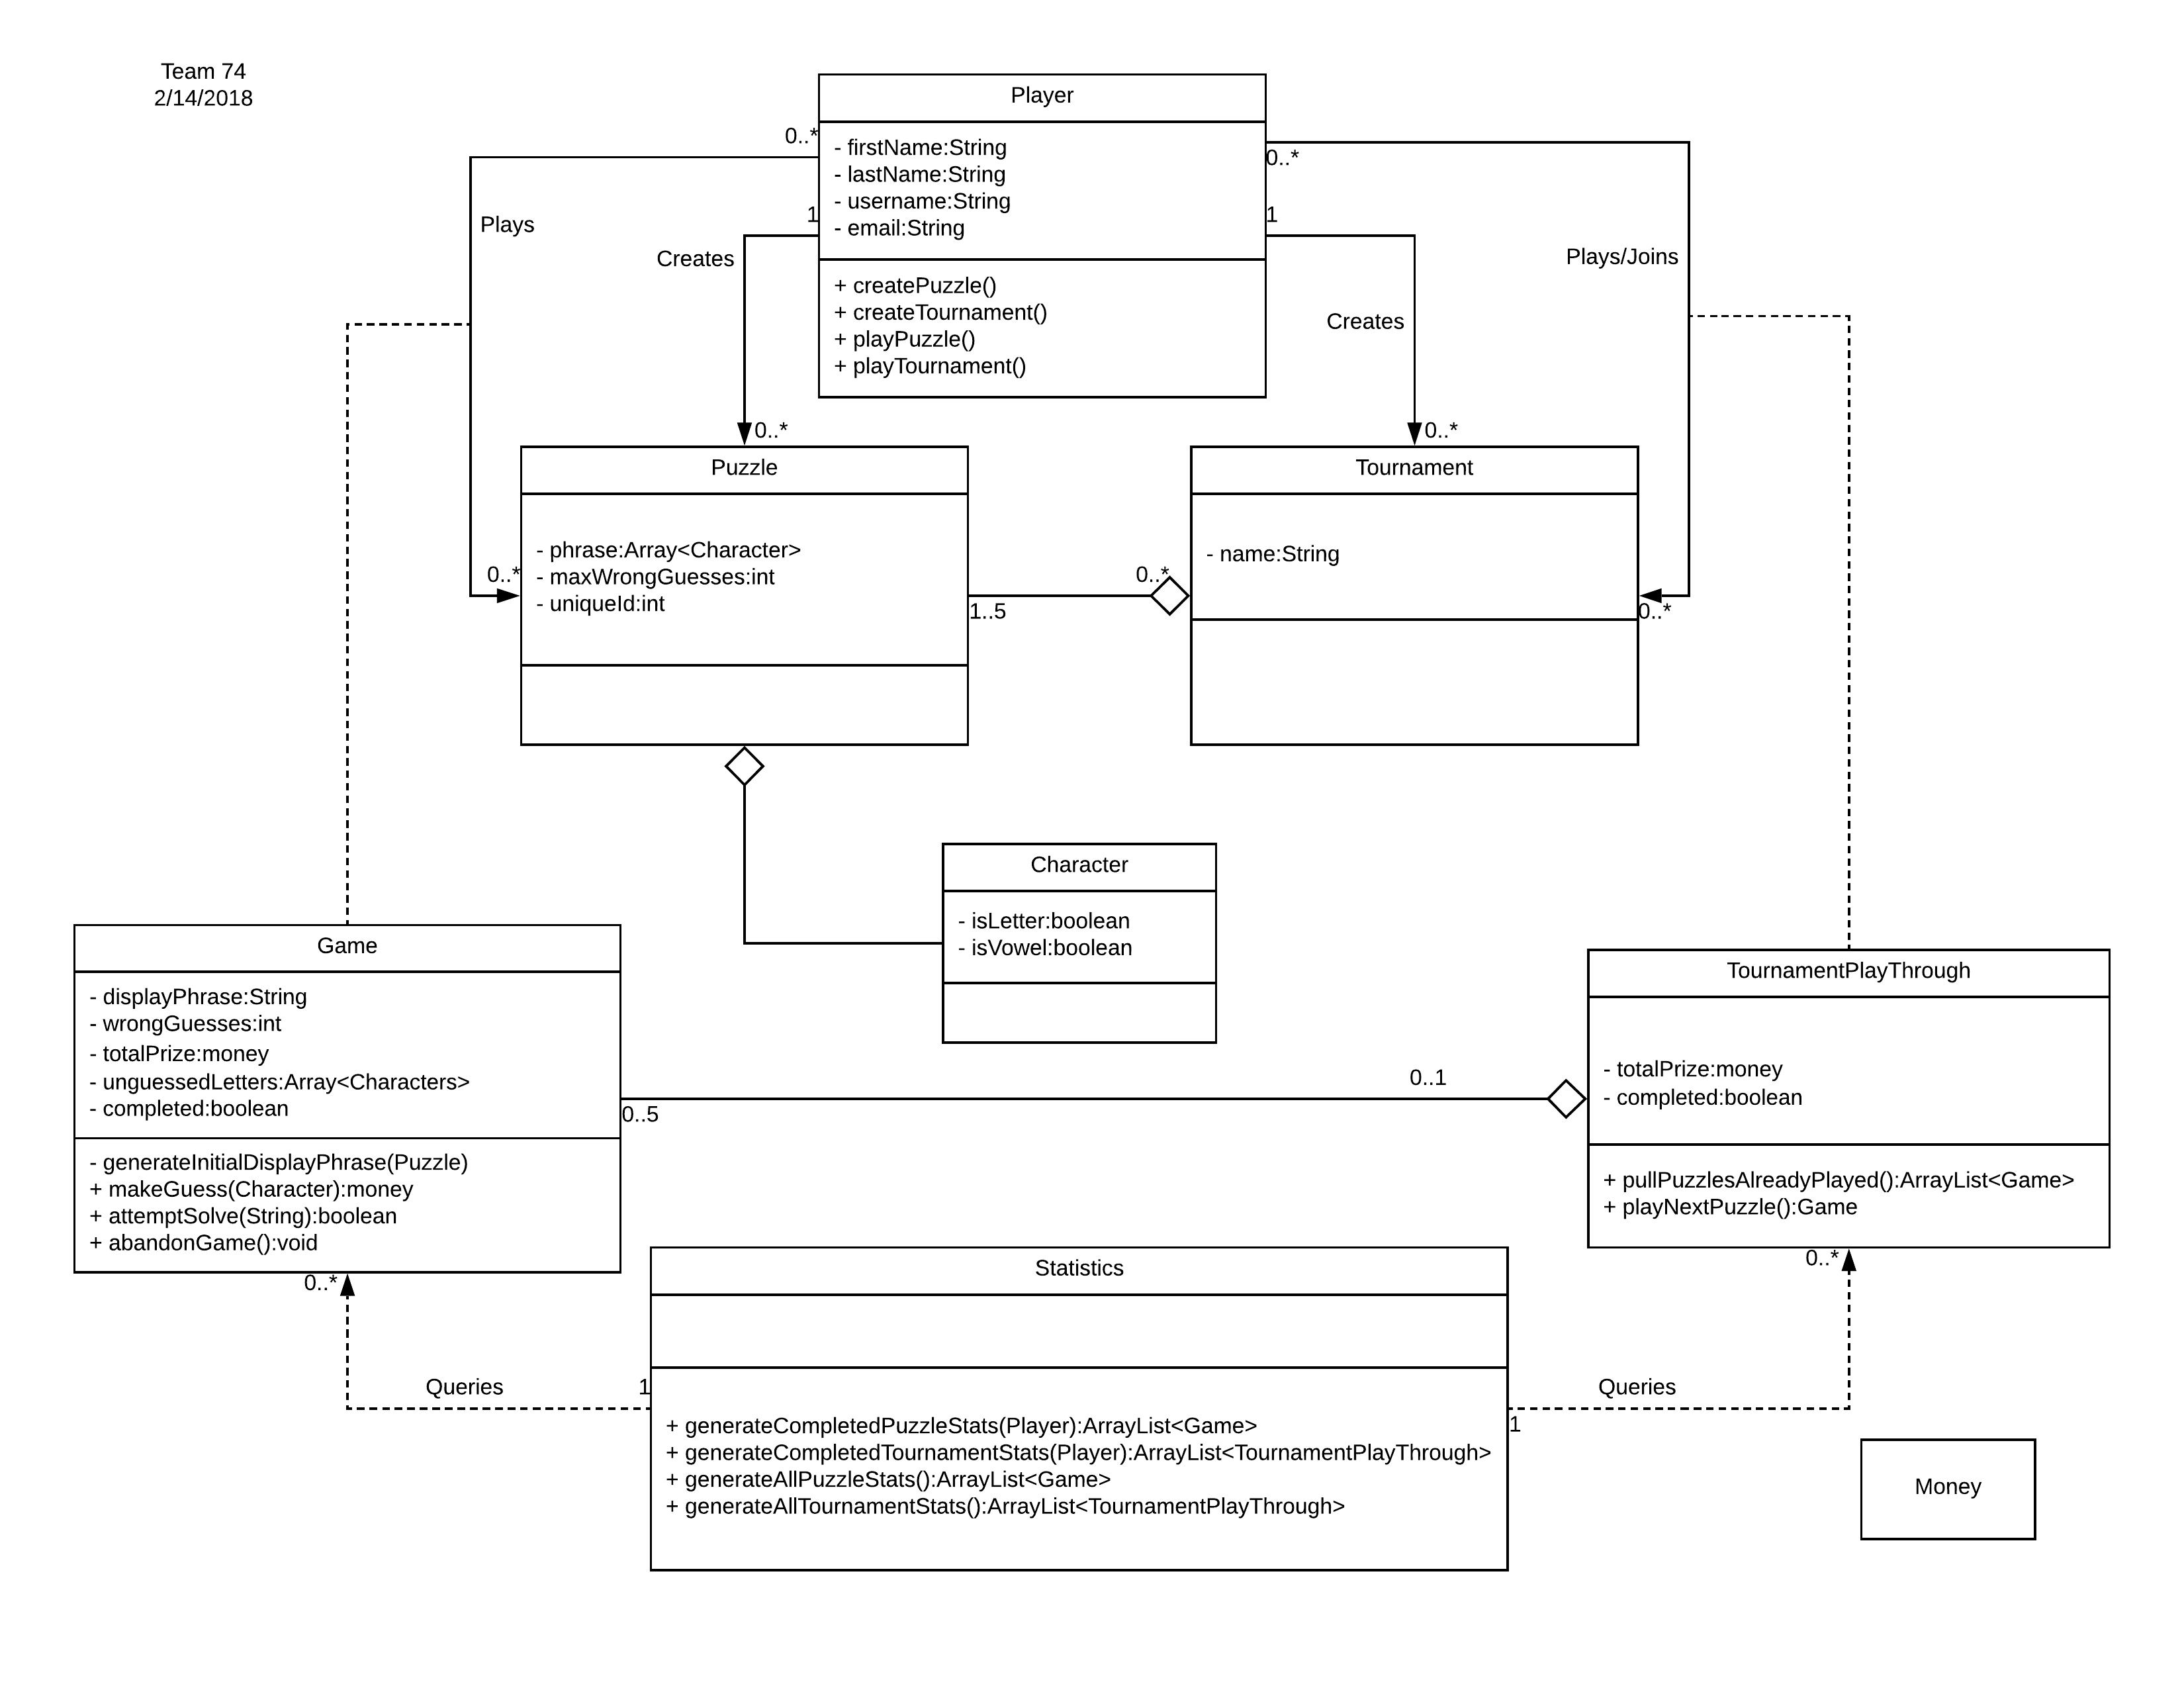 Team 74
2/14/2018
Player
- firstName:String
- lastName:String
- username:String
- email:String
+ createPuzzle()
+ createTournament()
+ playPuzzle()
+ playTournament()
0..*
0..*
1
1
Plays
Creates
Creates
Plays/Joins
0..*
0..*
Puzzle
- phrase:Array<Character>
- maxWrongGuesses:int
- uniqueId:int
Tournament
- name:String
0..*
0..*
1..5
0..*
Character
- isLetter:boolean
- isVowel:boolean
Game
- displayPhrase:String
- wrongGuesses:int
- totalPrize:money
- unguessedLetters:Array<Characters>
- completed:boolean
- generateInitialDisplayPhrase(Puzzle)
+ makeGuess(Character):money
+ attemptSolve(String):boolean
+ abandonGame():void
0..5
0..1
TournamentPlayThrough
- totalPrize:money
- completed:boolean
+ pullPuzzlesAlreadyPlayed():ArrayList<Game>
+ playNextPuzzle():Game
0..*
0..*
Statistics
+ generateCompletedPuzzleStats(Player):ArrayList<Game>
+ generateCompletedTournamentStats(Player):ArrayList<TournamentPlayThrough>
+ generateAllPuzzleStats():ArrayList<Game>
+ generateAllTournamentStats():ArrayList<TournamentPlayThrough>
Queries
1
Queries
1
Money